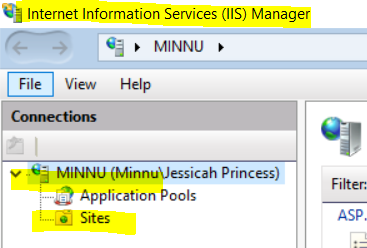 Internet Information Services (IIS) Manager
MINNU
File View Help
Connections
MINNU (Minnu\Jessicah Princess)
Application Pools
Sites
Filter:
ASP.